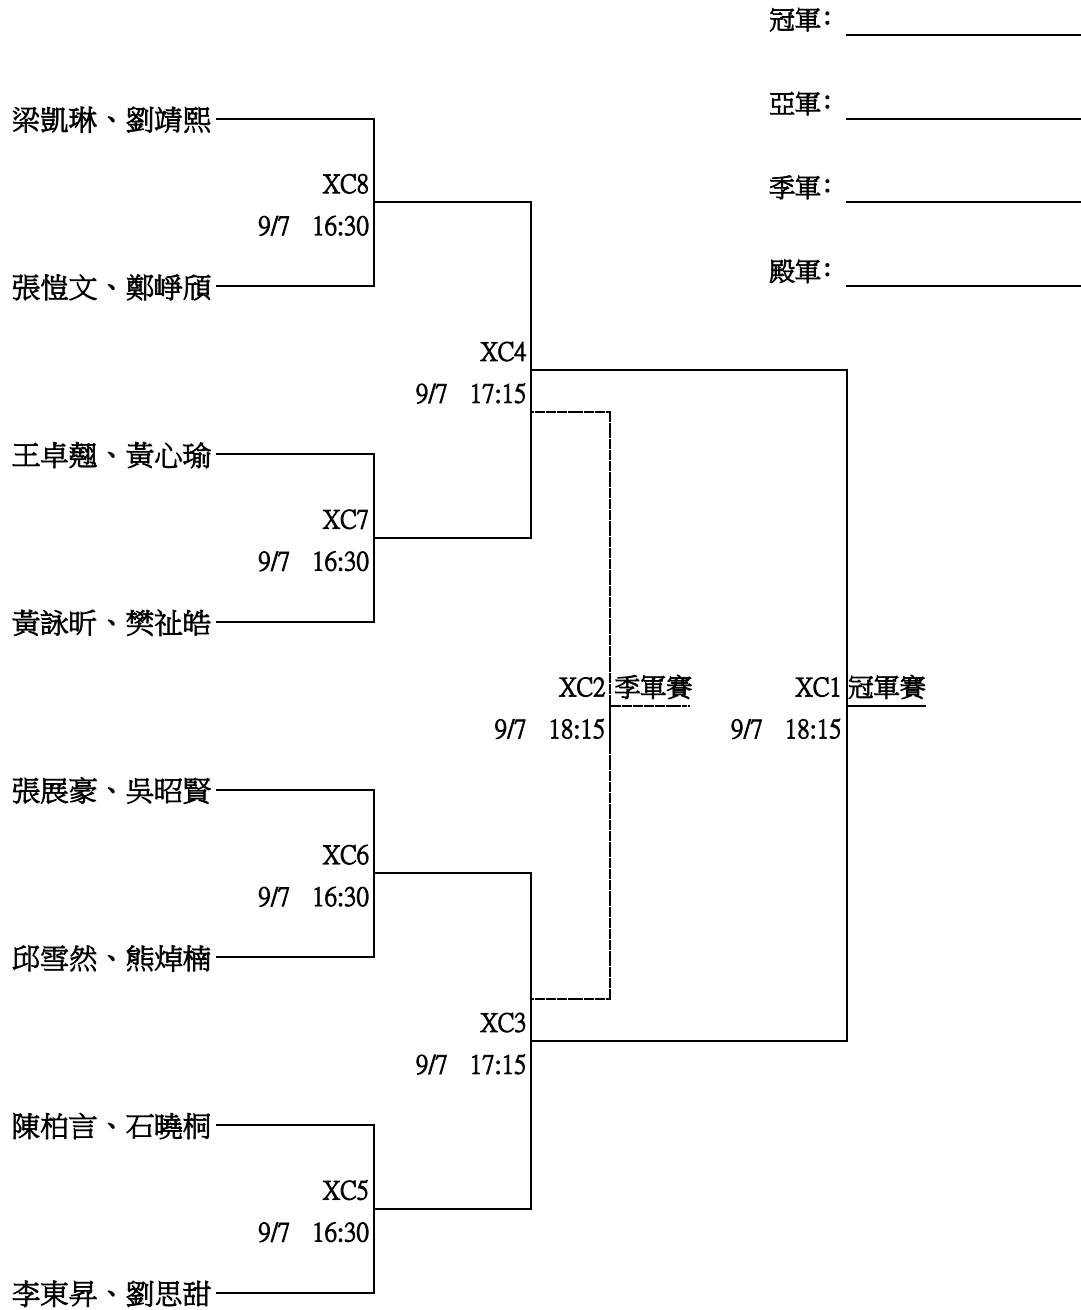 冠軍:
亞軍:
季軍:
殿軍:
梁凱琳、劉靖熙
XC8
9/7 16:30
張愷文、鄭崢頎
XC4
9/7 17:15
王卓翹、黃心瑜
XC7
9/7 16:30
黃詠昕、樊祉皓
XC2 季軍賽
9/7 18:15
XC1 冠軍賽
9/7 18:15
張展豪、吳昭賢
XC6
9/7 16:30
邱雪然、熊焯楠
XC3
9/7 17:15
陳柏言、石曉桐
XC5
9/7 16:30
李東昇、劉思甜